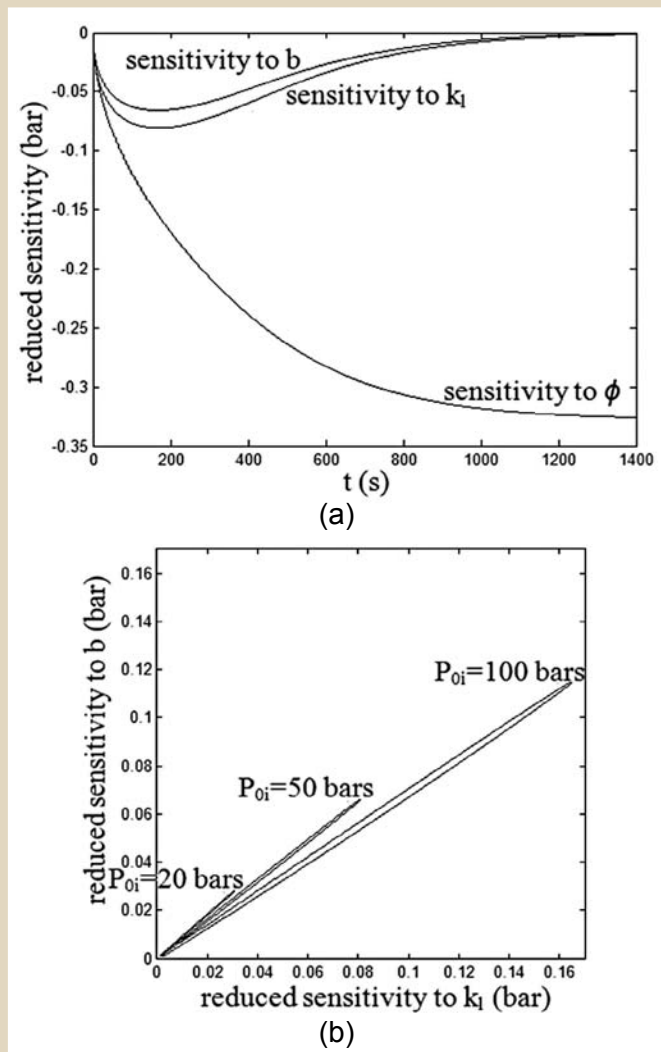 0
-0.05
-0.1
-0.15
-0.2
-0.25
-0.3
-0.35
reduced sensitivity (bar)
sensitivity to b
sensitivity to kₗ
sensitivity to ϕ
0 200 400 600 800 1000 1200 1400
t (s)
(a)
0.16
0.14
0.12
0.1
0.08
0.06
0.04
0.02
0
reduced sensitivity to b (bar)
P₀ᵢ=100 bars
P₀ᵢ=50 bars
P₀ᵢ=20 bars
0 0.02 0.04 0.06 0.08 0.1 0.12 0.14 0.16
reduced sensitivity to kₗ (bar)
(b)